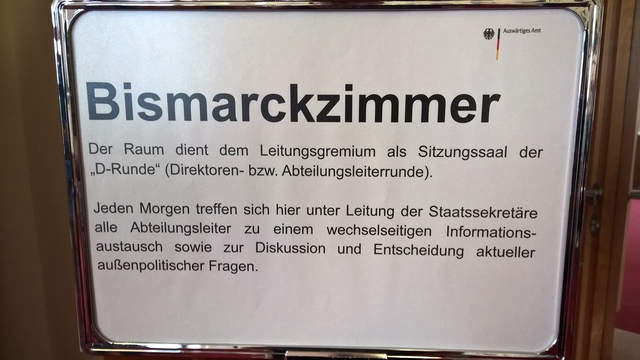 Auswärtiges Amt
Bismarckzimmer
Der Raum dient dem Leitungsgremium als Sitzungssaal der
„D-Runde“ (Direktoren- bzw. Abteilungsleiterrunde).
Jeden Morgen treffen sich hier unter Leitung der Staatssekretäre
alle Abteilungsleiter zu einem wechselseitigen Informations-
austausch sowie zur Diskussion und Entscheidung aktueller
außenpolitischer Fragen.